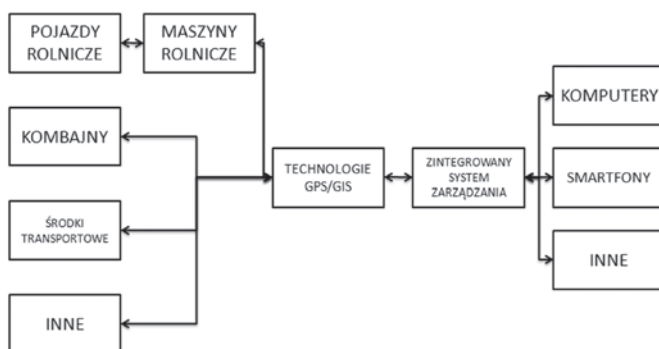 POJAZDY
ROLNICZE
MASZYNY
ROLNICZE
KOMBAJNY
ŚRODKI
TRANSPORTOWE
INNE
TECHNOLOGIE
GPS/GIS
ZINTEGROWANY
SYSTEM
ZARZĄDZANIA
KOMPUTERY
SMARTFONY
INNE